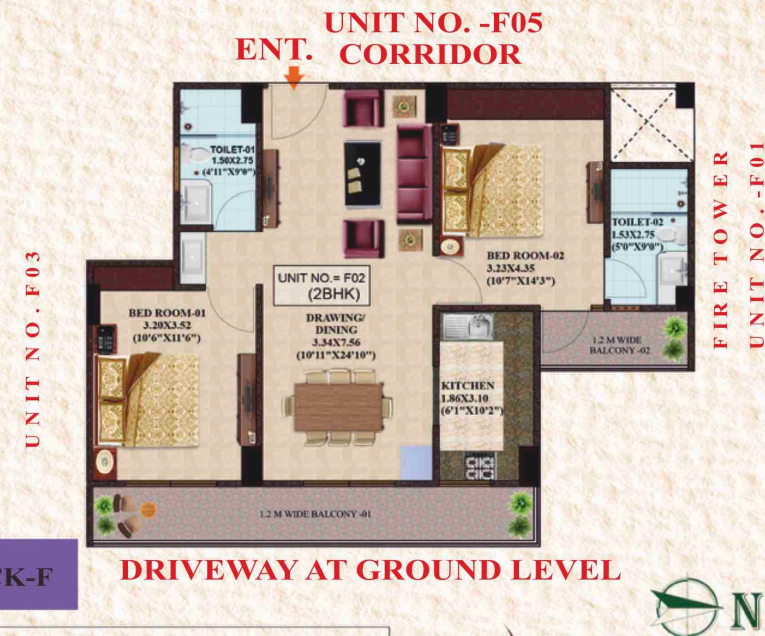 UNIT NO. -F05
ENT. CORRIDOR
TOILET-01
1.50X2.75
(4'11"X9'0")
BED ROOM-02
3.23X4.35
(10'7"X14'3")
TOILET-02
1.53X2.75
(5'0"X9'0")
FIRE TOWER
UNIT NO. -F01
UNIT NO. F03
UNIT NO.= F02
(2BHK)
BED ROOM-01
3.20X3.52
(10'6"X11'6")
DRAWING/
DINING
3.34X7.56
(10'11"X24'10")
1.2 M WIDE
BALCONY -02
KITCHEN
1.86X3.10
(6'1"X10'2")
1.2 M WIDE BALCONY -01
CK-F
DRIVEWAY AT GROUND LEVEL
N